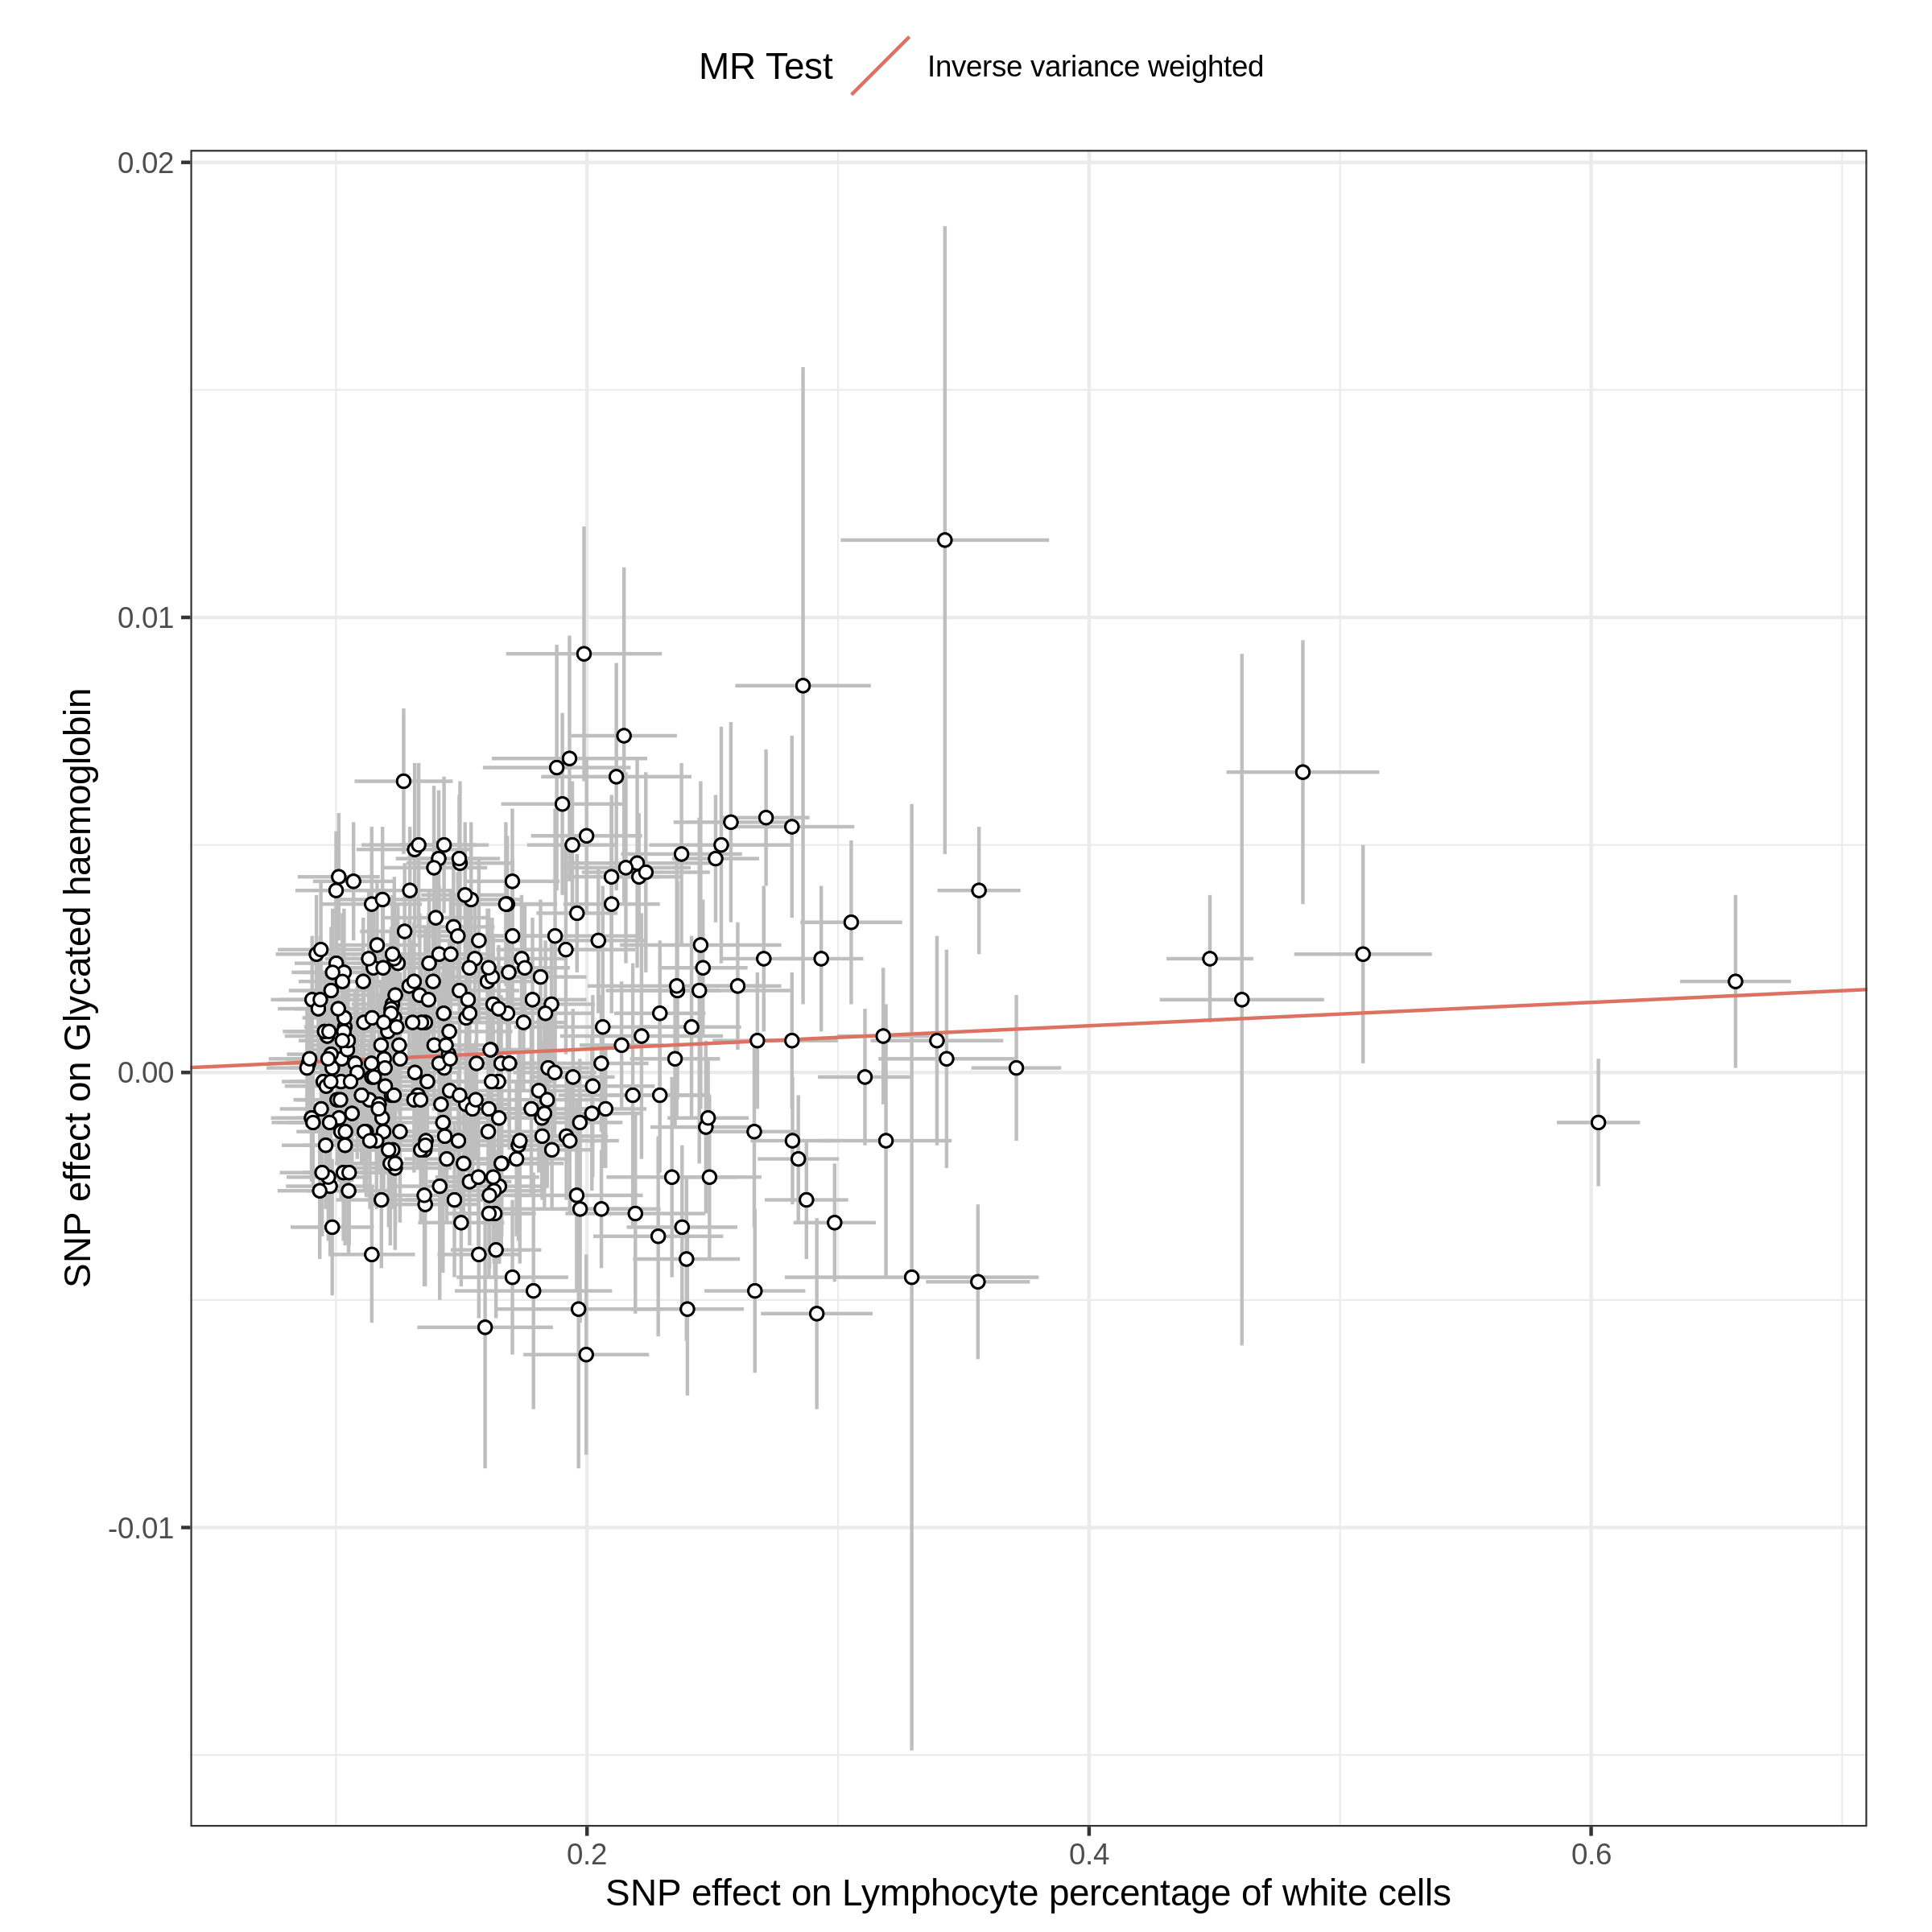 MR Test
Inverse variance weighted
SNP effect on Glycated haemoglobin
0.02
0.01
0.00
-0.01
0.2
0.4
0.6
SNP effect on Lymphocyte percentage of white cells